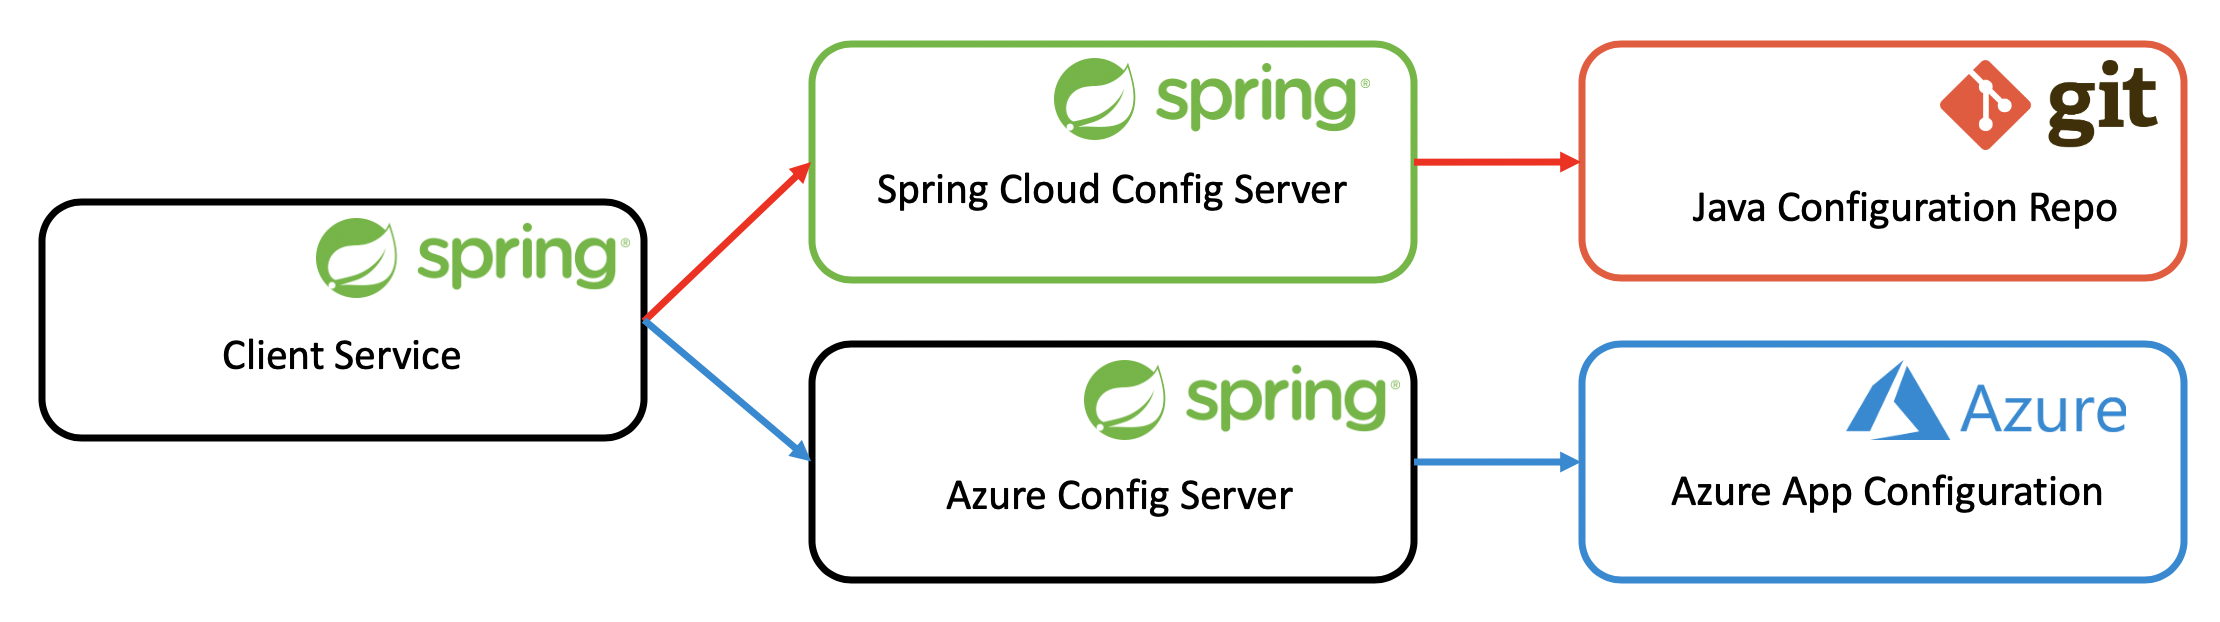 spring®
Client Service
spring®
Spring Cloud Config Server
git
Java Configuration Repo
spring®
Azure Config Server
Azure
Azure App Configuration